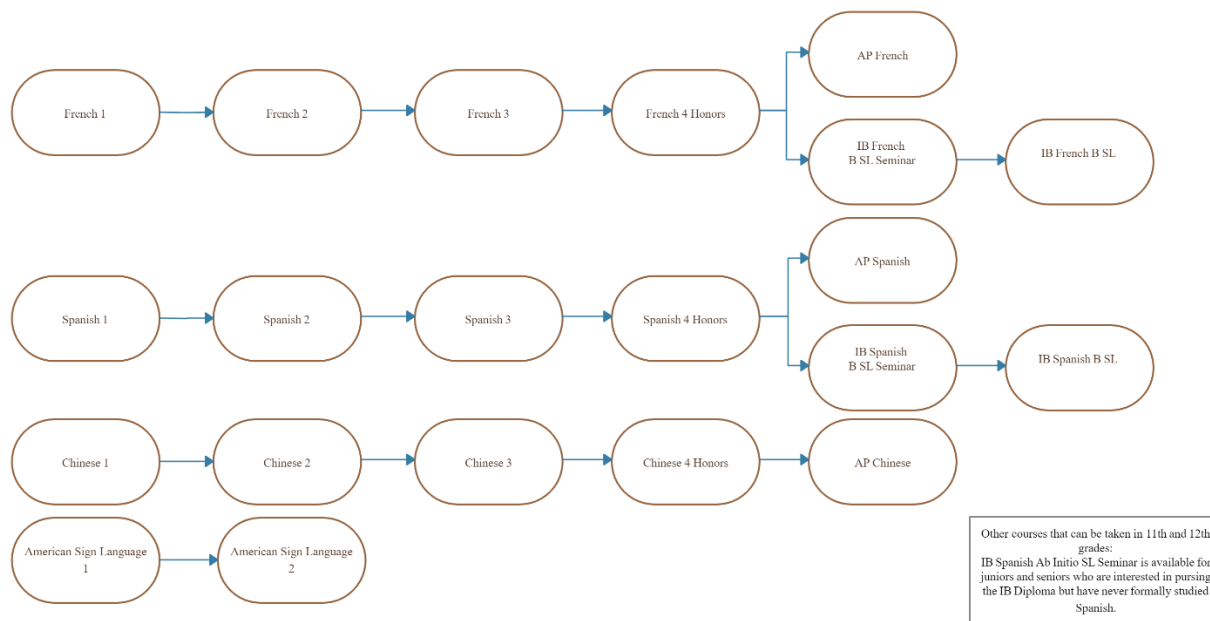 AP French
French 1
French 2
French 3
French 4 Honors
IB French
B SL Seminar
IB French B SL
AP Spanish
Spanish 1
Spanish 2
Spanish 3
Spanish 4 Honors
IB Spanish
B SL Seminar
IB Spanish B SL
Chinese 1
Chinese 2
Chinese 3
Chinese 4 Honors
AP Chinese
American Sign Language
1
American Sign Language
2
Other courses that can be taken in 11th and 12th
grades:
IB Spanish Ab Initio SL Seminar is available for
juniors and seniors who are interested in pursing
the IB Diploma but have never formally studied
Spanish.